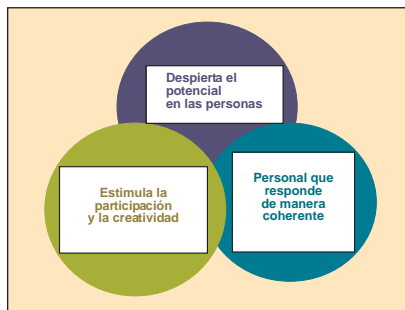 Despierta el
potencial
en las personas
Estimula la
participación
y la creatividad
Personal que
responde
de manera
coherente